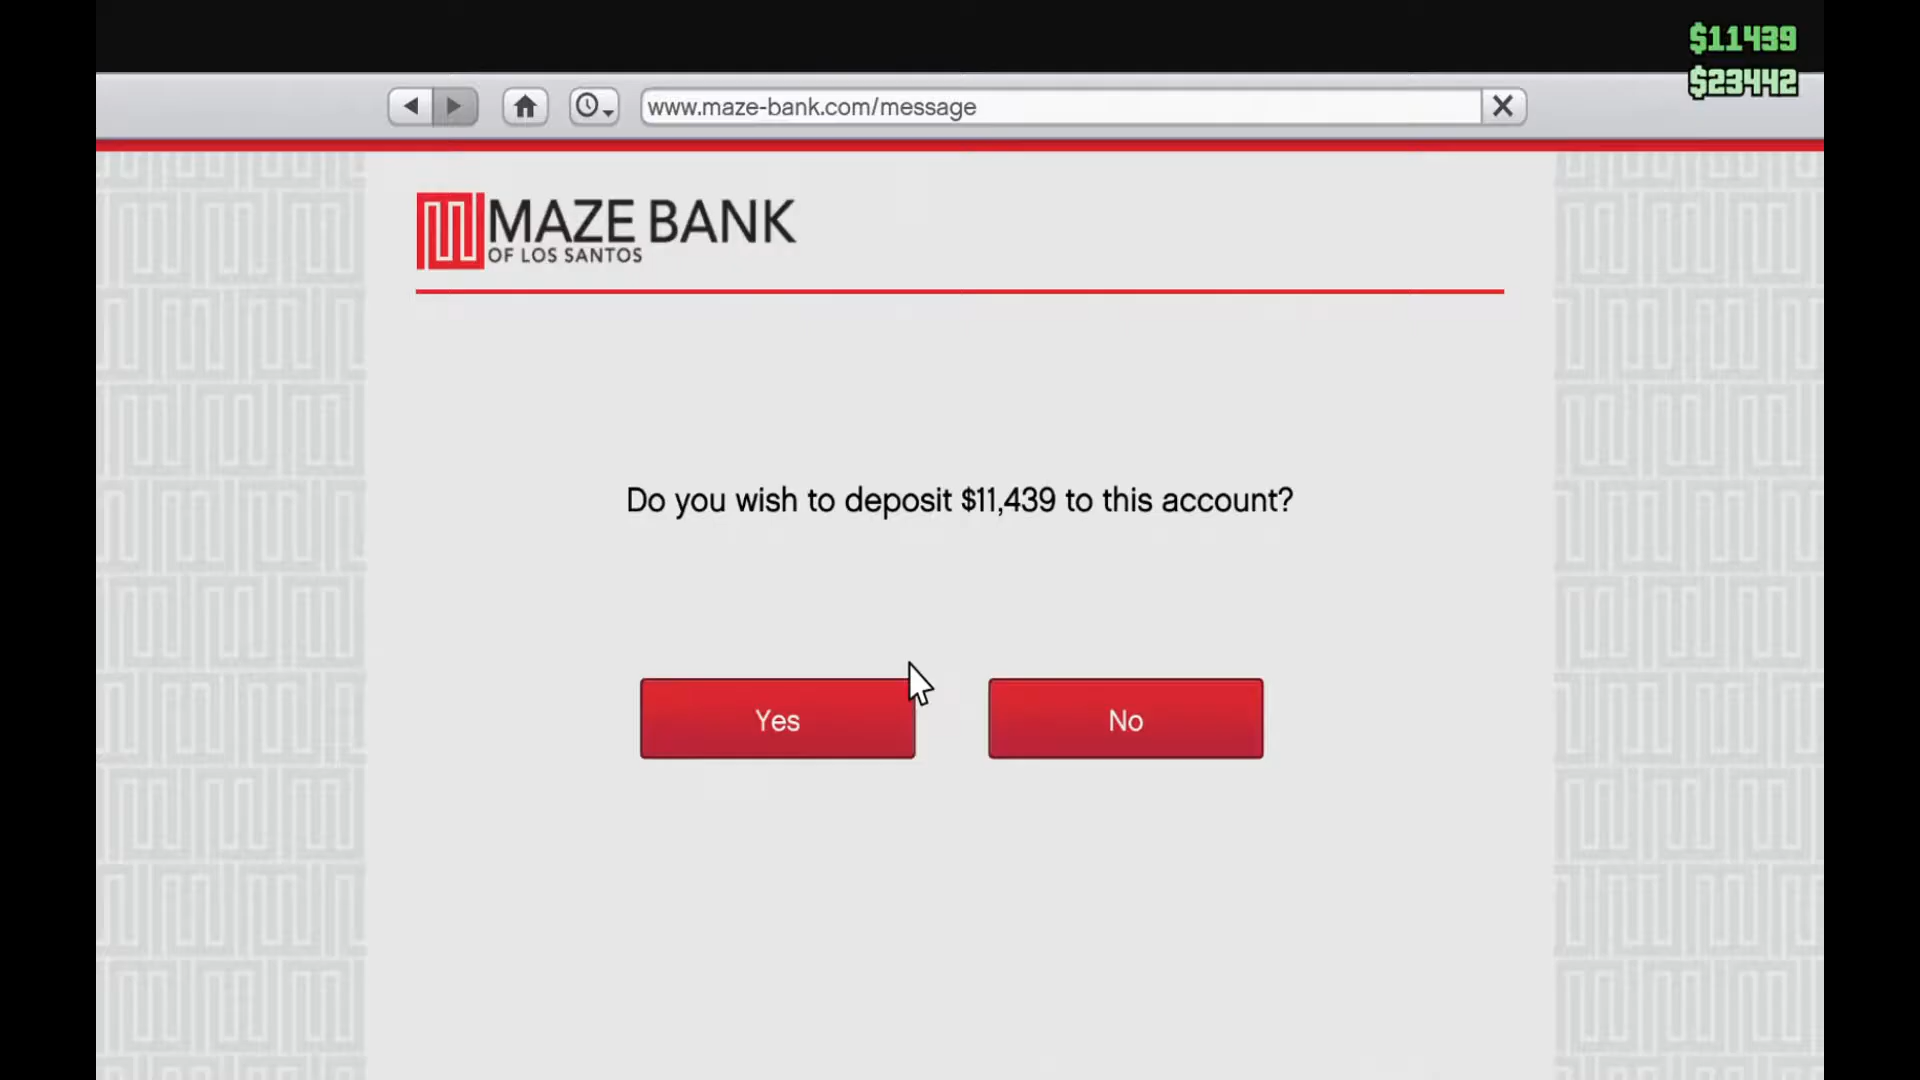 $11439
$23442
www.maze-bank.com/message
MAZE BANK
OF LOS SANTOS
Do you wish to deposit $11,439 to this account?
Yes
No